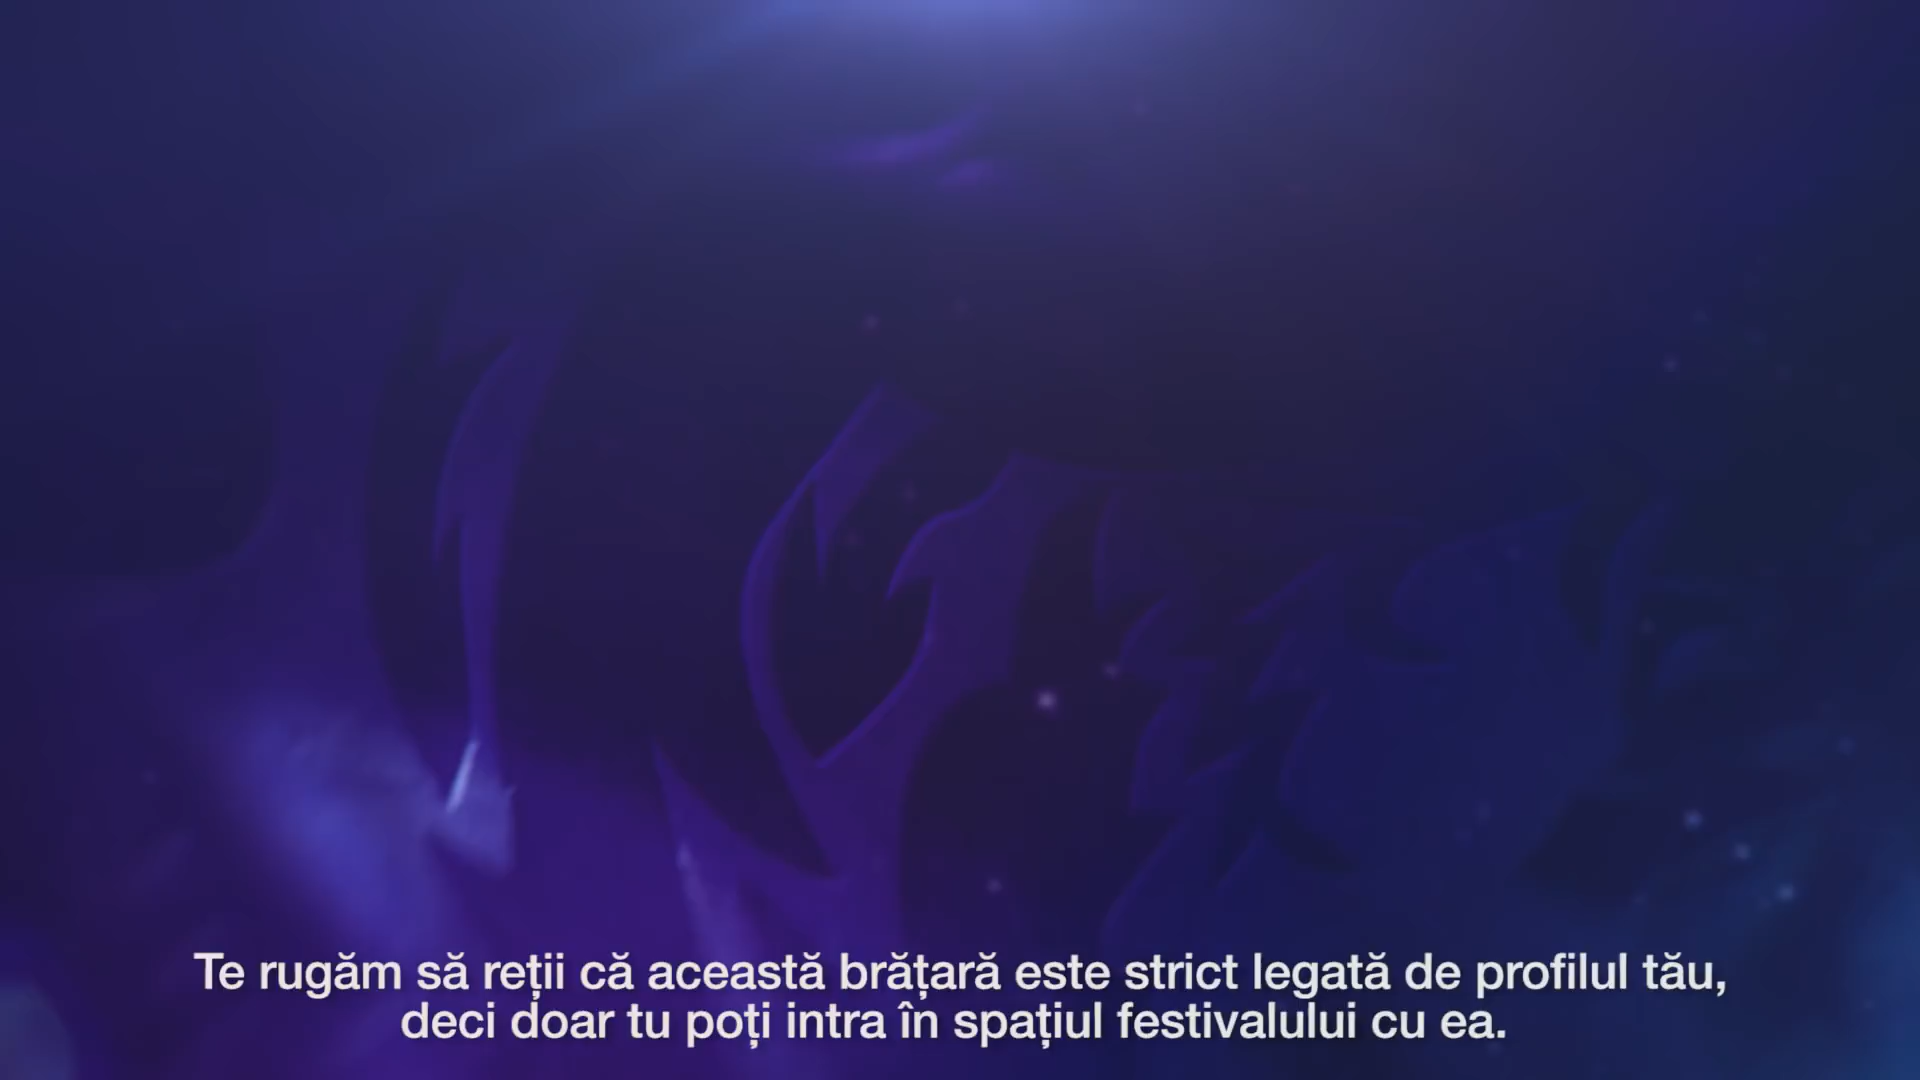 Te rugăm să reții că această brățară este strict legată de profilul tău,
deci doar tu poți intra în spațiul festivalului cu ea.